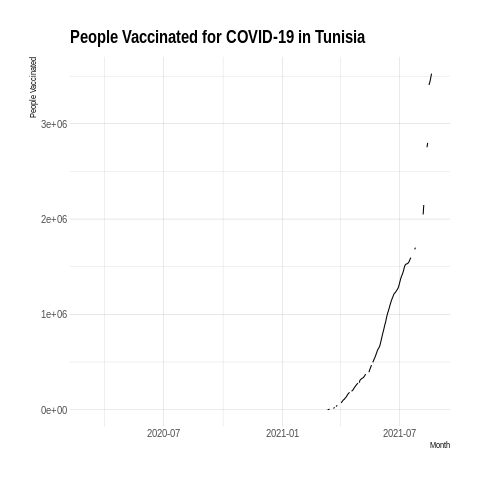 People Vaccinated for COVID-19 in Tunisia
People Vaccinated
3e+06
2e+06
1e+06
0e+00
2020-07
2021-01
2021-07
Month